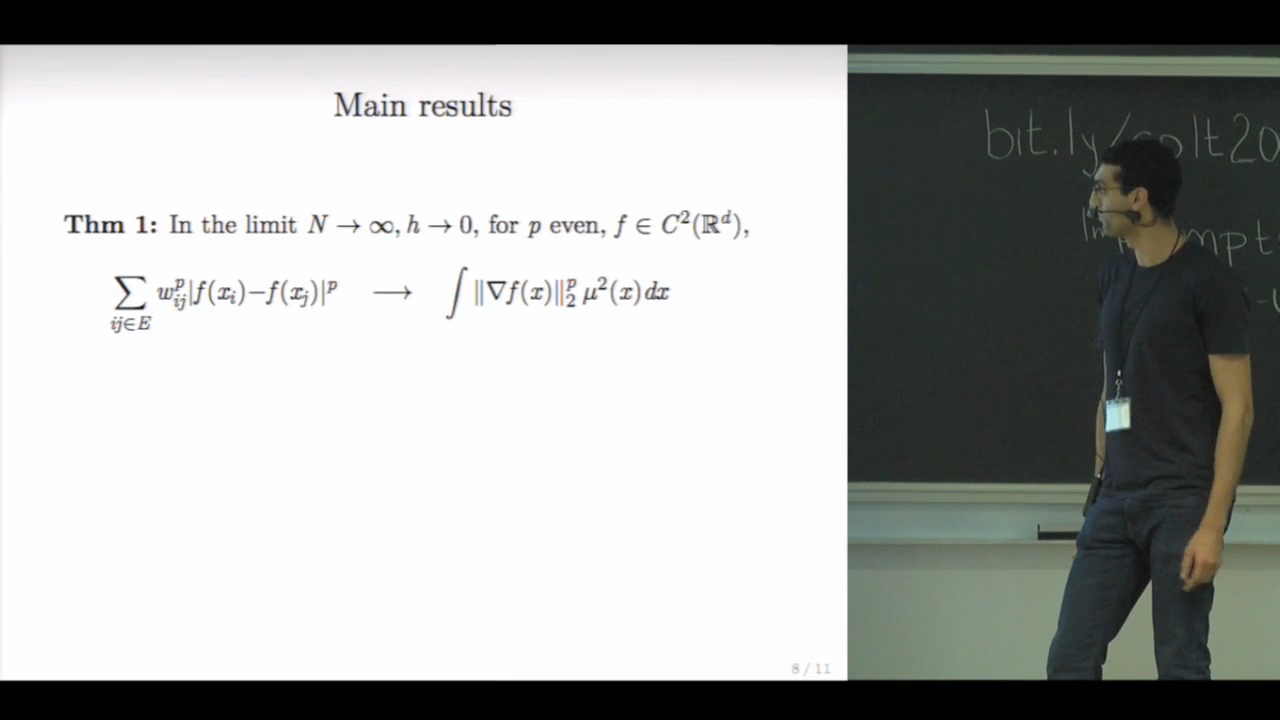 Main results
Thm 1: In the limit N → ∞, h → 0, for p even, f ∈ C²(ℝᵈ),
∑_{ij∈E} w_{ij}^p |f(x_i)−f(x_j)|^p → ∫ ‖∇f(x)‖₂^p μ²(x) dx
8 / 11
bit.ly/colt20